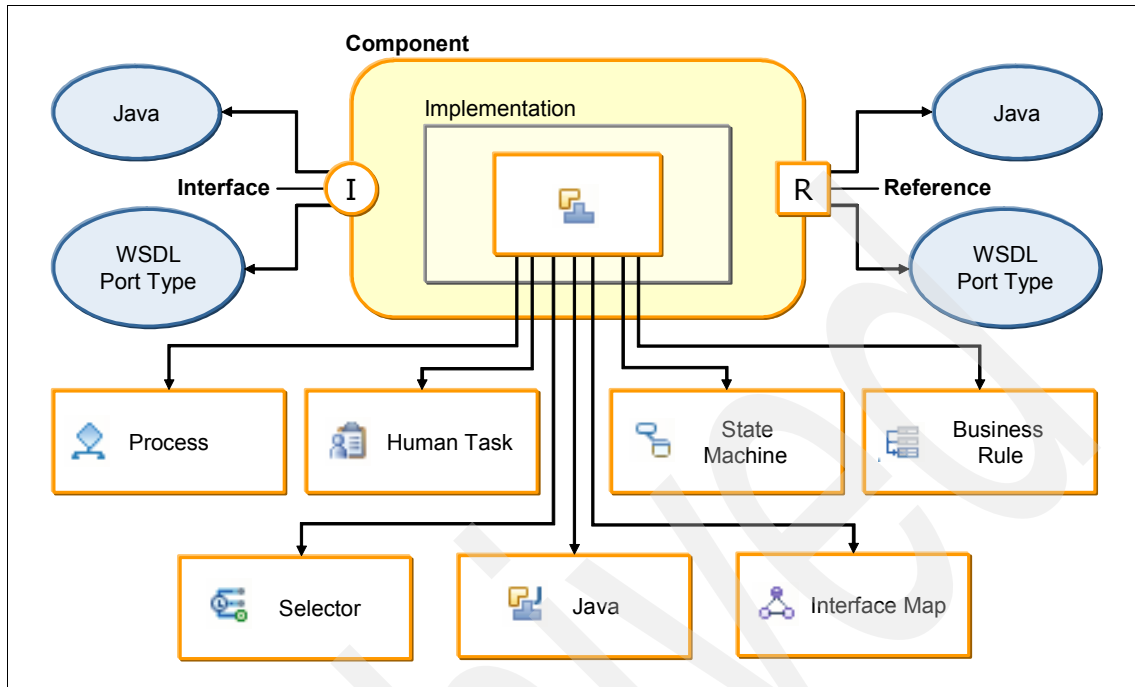 Component
Java
Implementation
Java
Interface
I
R
Reference
WSDL
Port Type
WSDL
Port Type
Process
Human Task
State
Machine
Business
Rule
Selector
Java
Interface Map